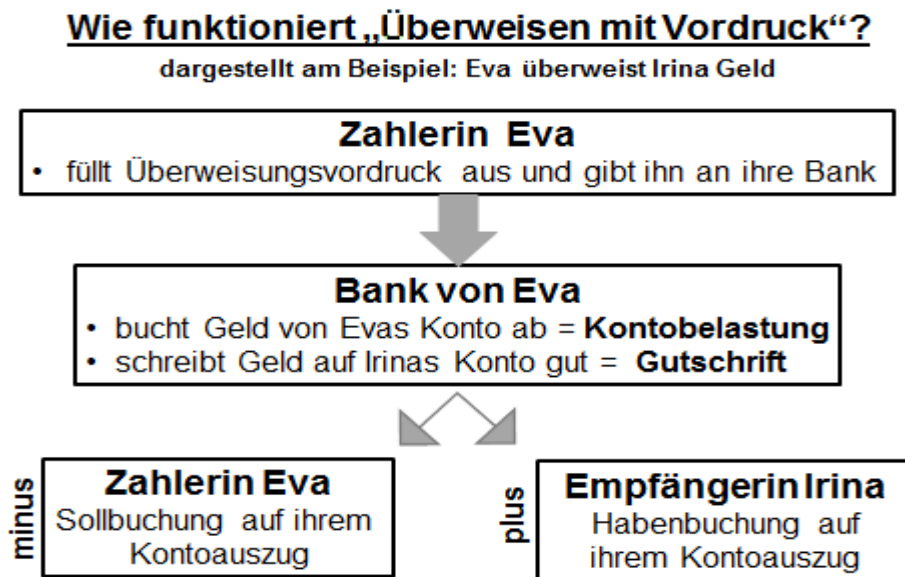 Wie funktioniert „Überweisen mit Vordruck“?
dargestellt am Beispiel: Eva überweist Irina Geld
Zahlerin Eva
• füllt Überweisungsvordruck aus und gibt ihn an ihre Bank
Bank von Eva
• bucht Geld von Evas Konto ab = Kontobelastung
• schreibt Geld auf Irinas Konto gut = Gutschrift
minus
Zahlerin Eva
Sollbuchung auf ihrem
Kontoauszug
plus
Empfängerin Irina
Habenbuchung auf
ihrem Kontoauszug